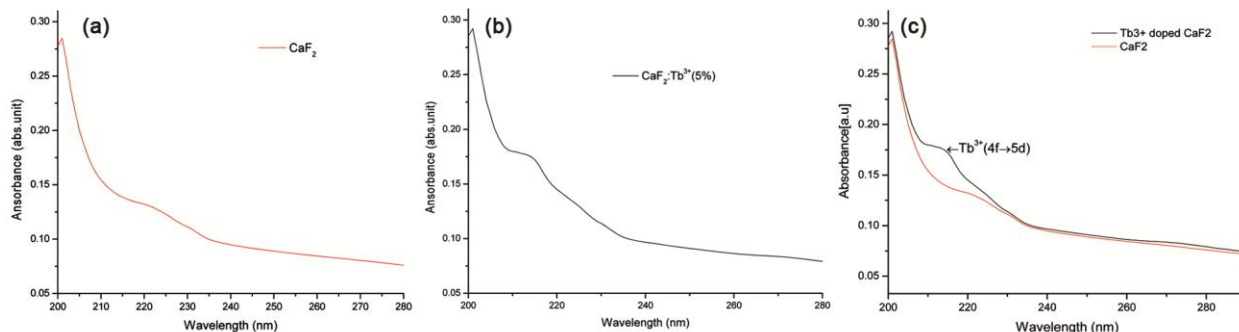 (a)
CaF₂
Ansorbance (abs.unit)
0.30
0.25
0.20
0.15
0.10
0.05
200 210 220 230 240 250 260 270 280
Wavelength (nm)
(b)
CaF₂:Tb³⁺(5%)
Ansorbance (abs.unit)
0.30
0.25
0.20
0.15
0.10
0.05
200 220 240 260 280
Wavelength (nm)
(c)
Tb3+ doped CaF2
CaF2
←Tb³⁺(4f→5d)
Absorbance[a.u]
0.30
0.25
0.20
0.15
0.10
0.05
200 220 240 260 280
Wavelength (nm)